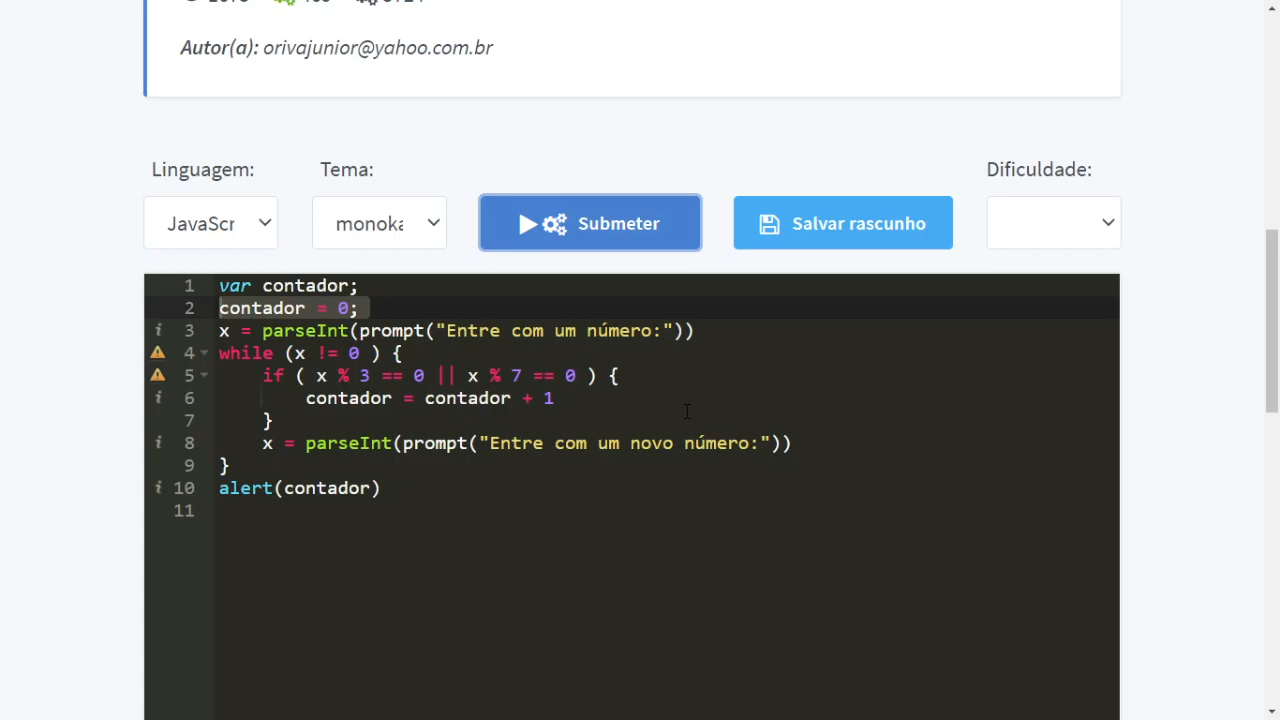 Autor(a): orivajunior@yahoo.com.br
Linguagem: Tema: Dificuldade:
JavaScr monoka Submeter Salvar rascunho
1 var contador;
2 contador = 0;
i 3 x = parseInt(prompt("Entre com um número:"))
4 while (x != 0 ) {
5 if ( x % 3 == 0 || x % 7 == 0 ) {
i 6 contador = contador + 1
7 }
i 8 x = parseInt(prompt("Entre com um novo número:"))
9 }
i 10 alert(contador)
11